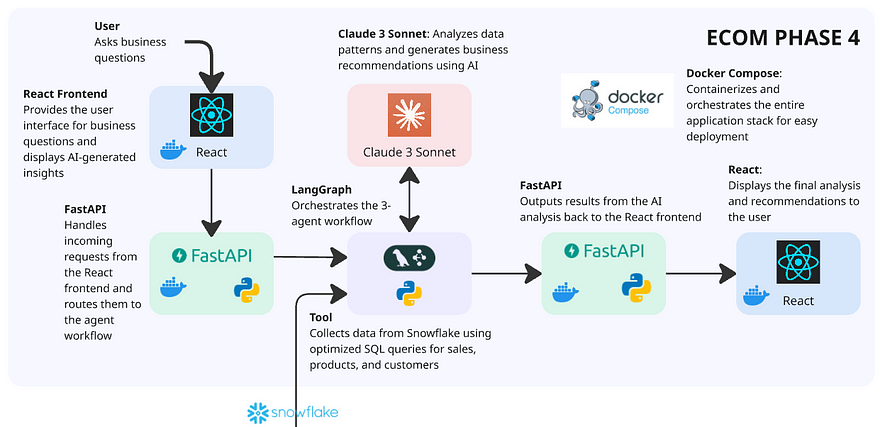 User
Asks business
questions
Claude 3 Sonnet: Analyzes data
patterns and generates business
recommendations using AI
ECOM PHASE 4
React Frontend
Provides the user
interface for business
questions and
displays AI-generated
insights
React
Claude 3 Sonnet
docker
Compose
Docker Compose:
Containerizes and
orchestrates the entire
application stack for easy
deployment
FastAPI
Handles
incoming
requests from
the React
frontend and
routes them to
the agent
workflow
LangGraph
Orchestrates the 3-
agent workflow
FastAPI
Outputs results from the AI
analysis back to the React frontend
React:
Displays the final analysis
and recommendations to
the user
FastAPI
FastAPI
React
Tool
Collects data from Snowflake using
optimized SQL queries for sales,
products, and customers
snowflake